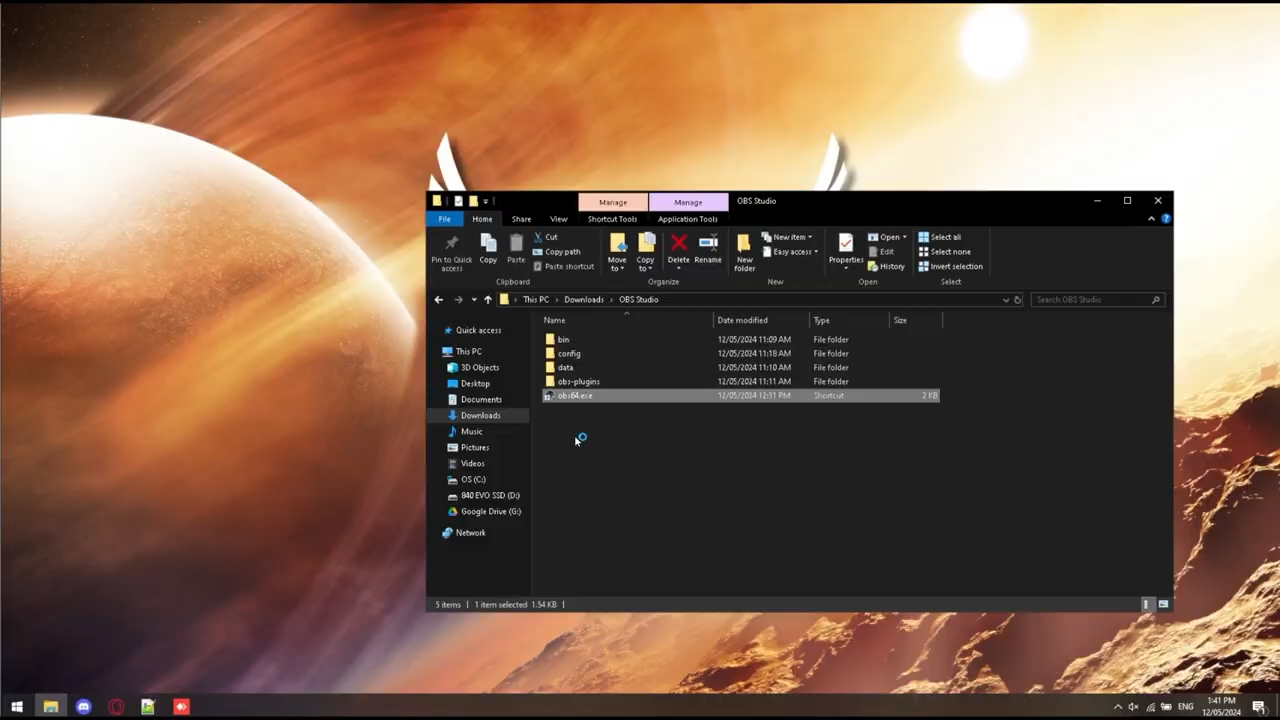 Manage Manage OBS Studio
File Home Share View Shortcut Tools Application Tools
Pin to Quick access
Copy
Paste
Cut
Copy path
Paste shortcut
Clipboard
Move to
Copy to
Delete
Rename
Organize
New folder
New item
Easy access
New
Properties
Open
Edit
History
Open
Select all
Select none
Invert selection
Select
This PC > Downloads > OBS Studio
Search OBS Studio
Name Date modified Type Size
bin 12/05/2024 11:09 AM File folder
config 12/05/2024 11:18 AM File folder
data 12/05/2024 11:10 AM File folder
obs-plugins 12/05/2024 11:11 AM File folder
obs64.exe 12/05/2024 12:31 PM Shortcut 2 KB
Quick access
This PC
3D Objects
Desktop
Documents
Downloads
Music
Pictures
Videos
OS (C:)
840 EVO SSD (D:)
Google Drive (G:)
Network
5 items 1 item selected 1.54 KB
ENG
1:41 PM
12/05/2024
1